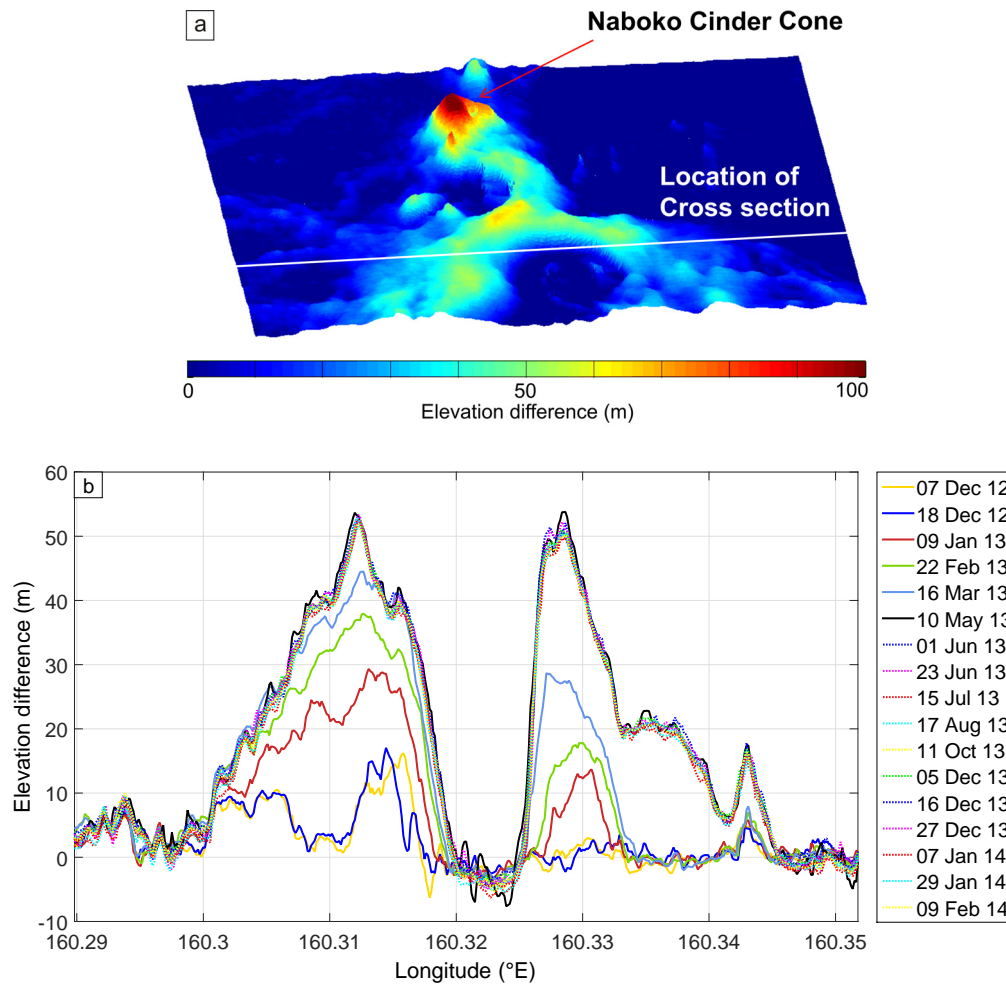 a
Naboko Cinder Cone
Location of
Cross section
0
50
100
Elevation difference (m)
b
60
50
40
30
20
10
0
-10
Elevation difference (m)
160.29
160.3
160.31
160.32
160.33
160.34
160.35
Longitude (°E)
07 Dec 12
18 Dec 12
09 Jan 13
22 Feb 13
16 Mar 13
10 May 13
01 Jun 13
23 Jun 13
15 Jul 13
17 Aug 13
11 Oct 13
05 Dec 13
16 Dec 13
27 Dec 13
07 Jan 14
29 Jan 14
09 Feb 14